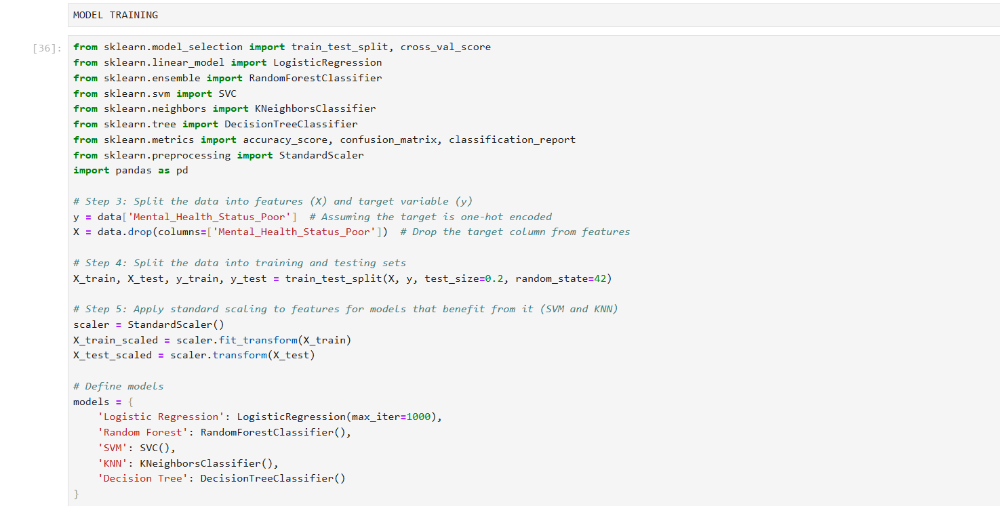 MODEL TRAINING
[36]:
from sklearn.model_selection import train_test_split, cross_val_score
from sklearn.linear_model import LogisticRegression
from sklearn.ensemble import RandomForestClassifier
from sklearn.svm import SVC
from sklearn.neighbors import KNeighborsClassifier
from sklearn.tree import DecisionTreeClassifier
from sklearn.metrics import accuracy_score, confusion_matrix, classification_report
from sklearn.preprocessing import StandardScaler
import pandas as pd

# Step 3: Split the data into features (X) and target variable (y)
y = data['Mental_Health_Status_Poor']  # Assuming the target is one-hot encoded
X = data.drop(columns=['Mental_Health_Status_Poor'])  # Drop the target column from features

# Step 4: Split the data into training and testing sets
X_train, X_test, y_train, y_test = train_test_split(X, y, test_size=0.2, random_state=42)

# Step 5: Apply standard scaling to features for models that benefit from it (SVM and KNN)
scaler = StandardScaler()
X_train_scaled = scaler.fit_transform(X_train)
X_test_scaled = scaler.transform(X_test)

# Define models
models = {
    'Logistic Regression': LogisticRegression(max_iter=1000),
    'Random Forest': RandomForestClassifier(),
    'SVM': SVC(),
    'KNN': KNeighborsClassifier(),
    'Decision Tree': DecisionTreeClassifier()
}